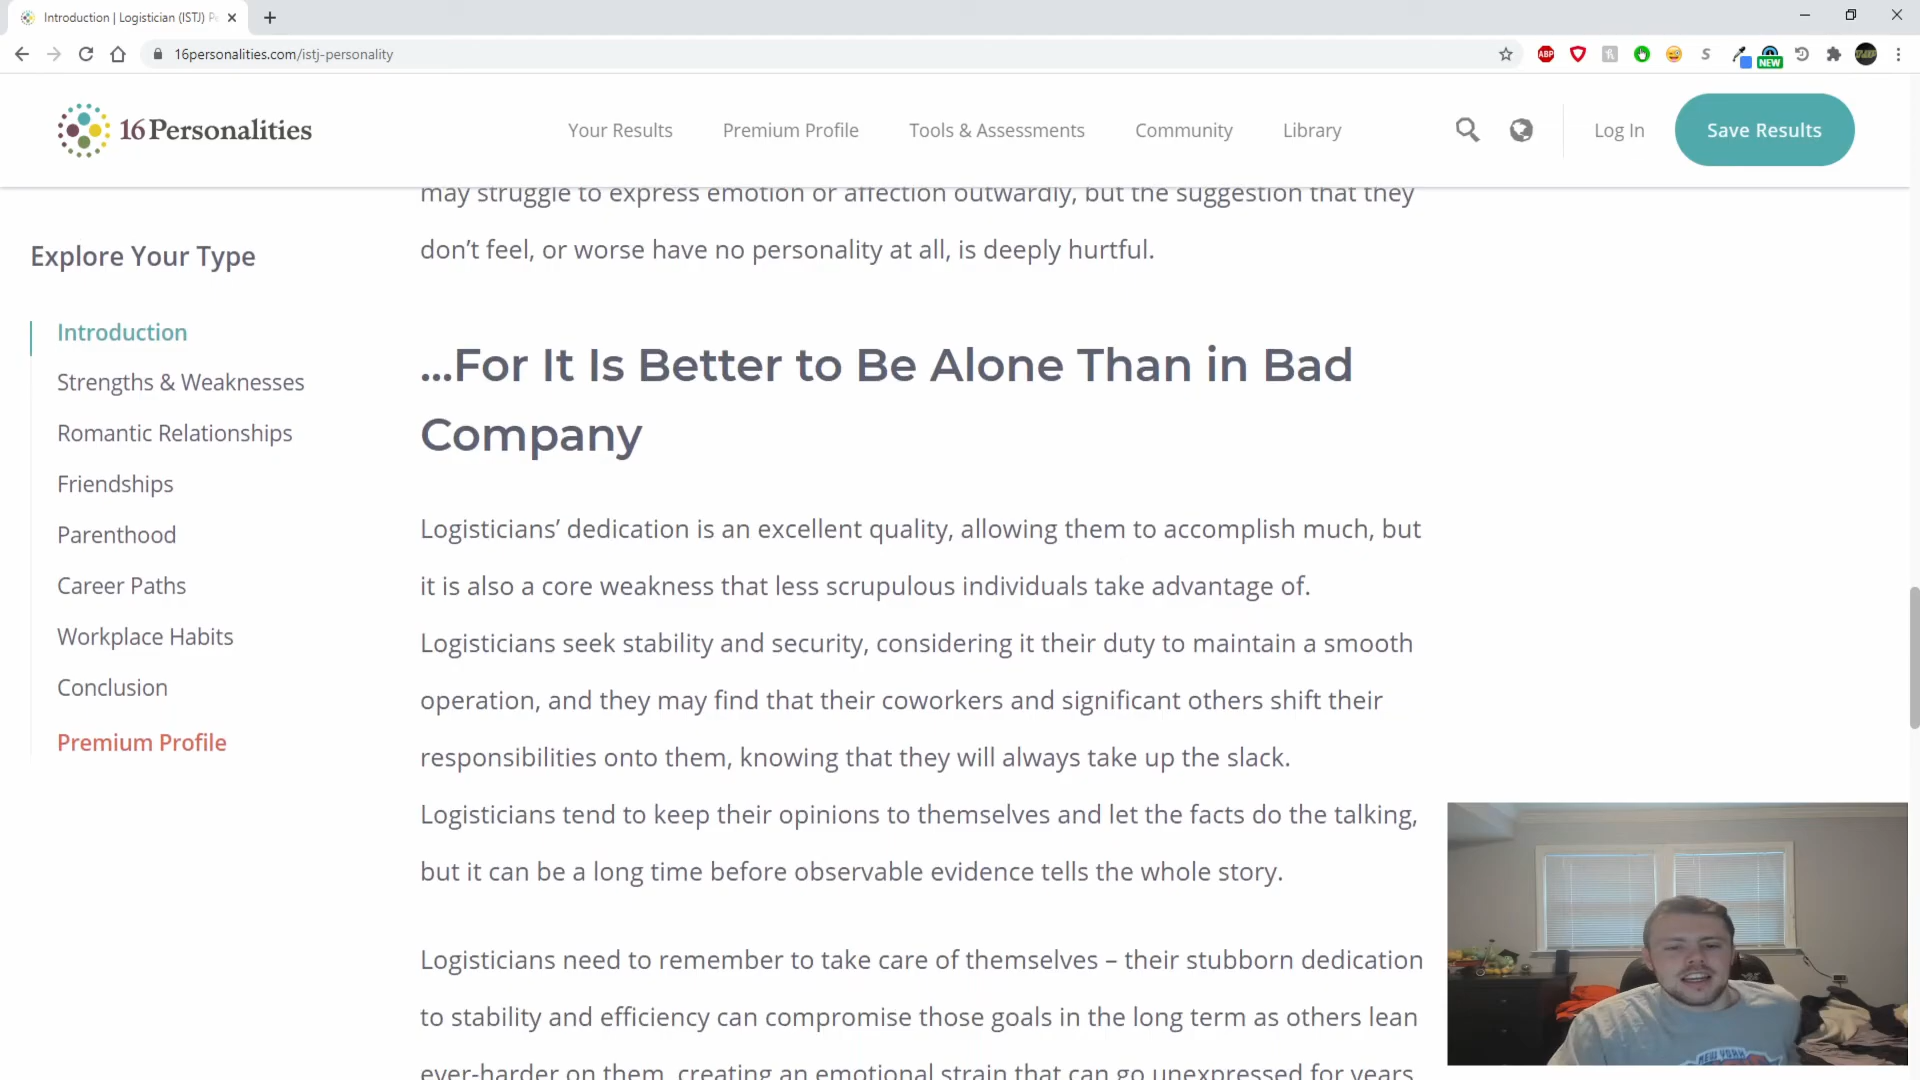 Introduction | Logistician (ISTJ) P
16personalities.com/istj-personality
ABP
NEW
16Personalities
Your Results
Premium Profile
Tools & Assessments
Community
Library
Log In
Save Results
Explore Your Type
Introduction
Strengths & Weaknesses
Romantic Relationships
Friendships
Parenthood
Career Paths
Workplace Habits
Conclusion
Premium Profile
may struggle to express emotion or affection outwardly, but the suggestion that they
don’t feel, or worse have no personality at all, is deeply hurtful.
...For It Is Better to Be Alone Than in Bad
Company
Logisticians’ dedication is an excellent quality, allowing them to accomplish much, but
it is also a core weakness that less scrupulous individuals take advantage of.
Logisticians seek stability and security, considering it their duty to maintain a smooth
operation, and they may find that their coworkers and significant others shift their
responsibilities onto them, knowing that they will always take up the slack.
Logisticians tend to keep their opinions to themselves and let the facts do the talking,
but it can be a long time before observable evidence tells the whole story.
Logisticians need to remember to take care of themselves – their stubborn dedication
to stability and efficiency can compromise those goals in the long term as others lean
ever-harder on them, creating an emotional strain that can go unexpressed for years,
NEW YORK